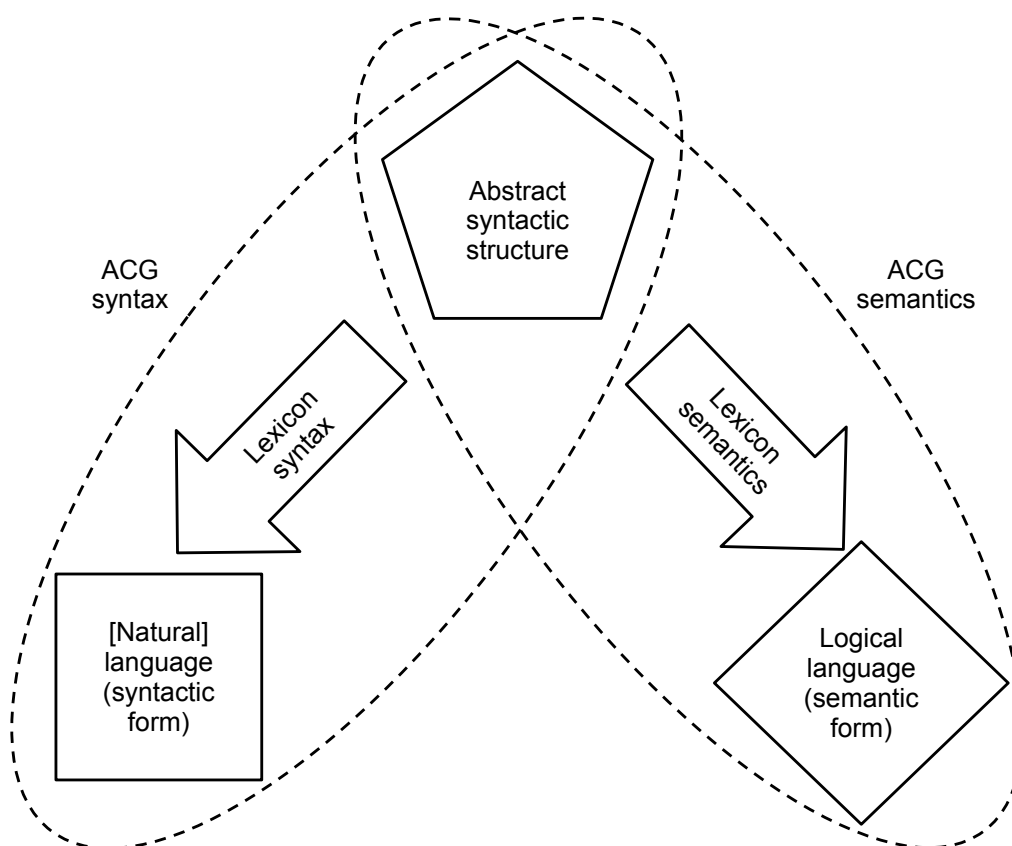 Abstract
syntactic
structure
ACG
syntax
ACG
semantics
Lexicon
syntax
Lexicon
semantics
[Natural]
language
(syntactic
form)
Logical
language
(semantic
form)